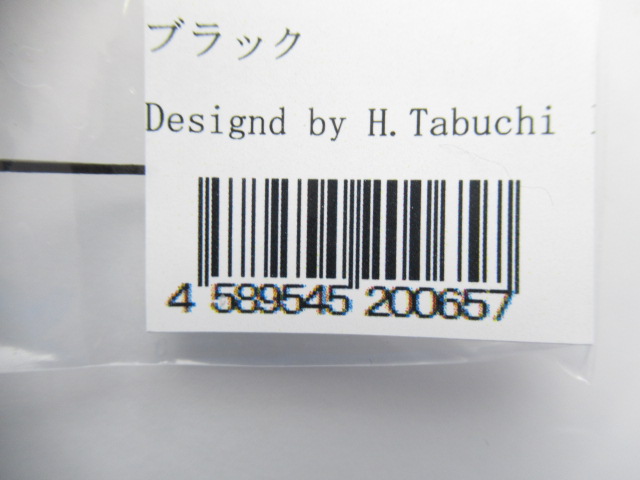 ブラック
Designd by H.Tabuchi
4 589545 200657